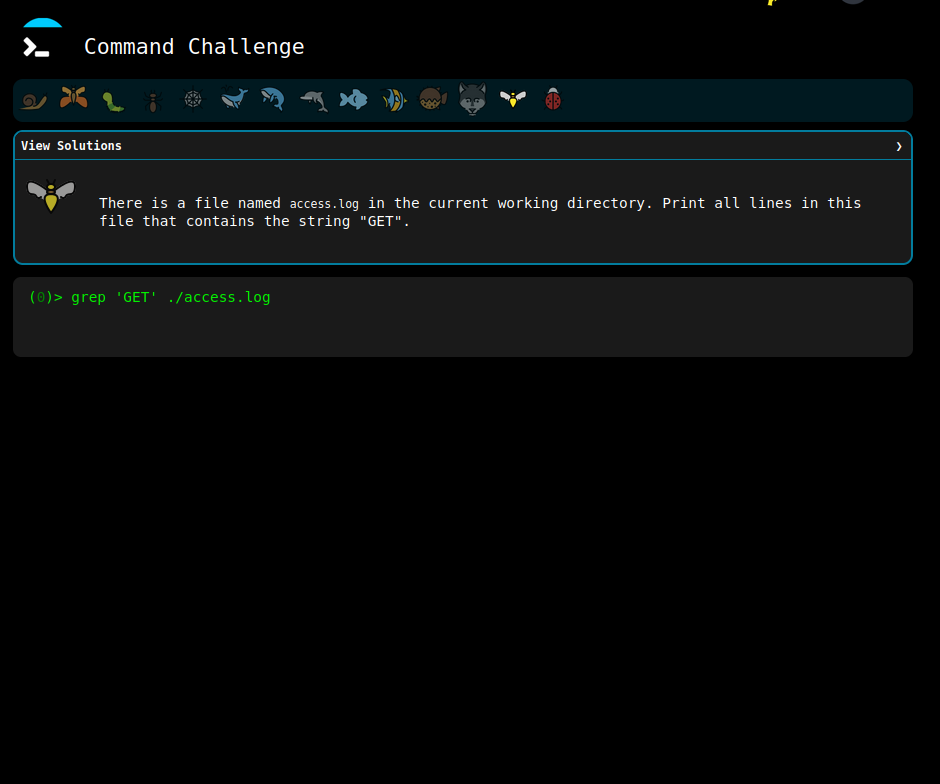 Command Challenge
View Solutions ❯
There is a file named access.log in the current working directory. Print all lines in this
file that contains the string "GET".
(0)> grep 'GET' ./access.log